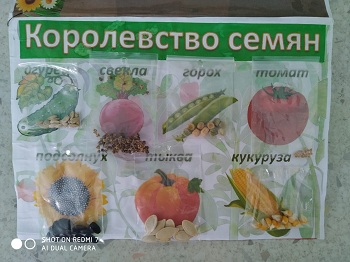 Королевство семян
огурец свекла горох томат
подсолнух тыква кукуруза
SHOT ON REDMI 7
AI DUAL CAMERA